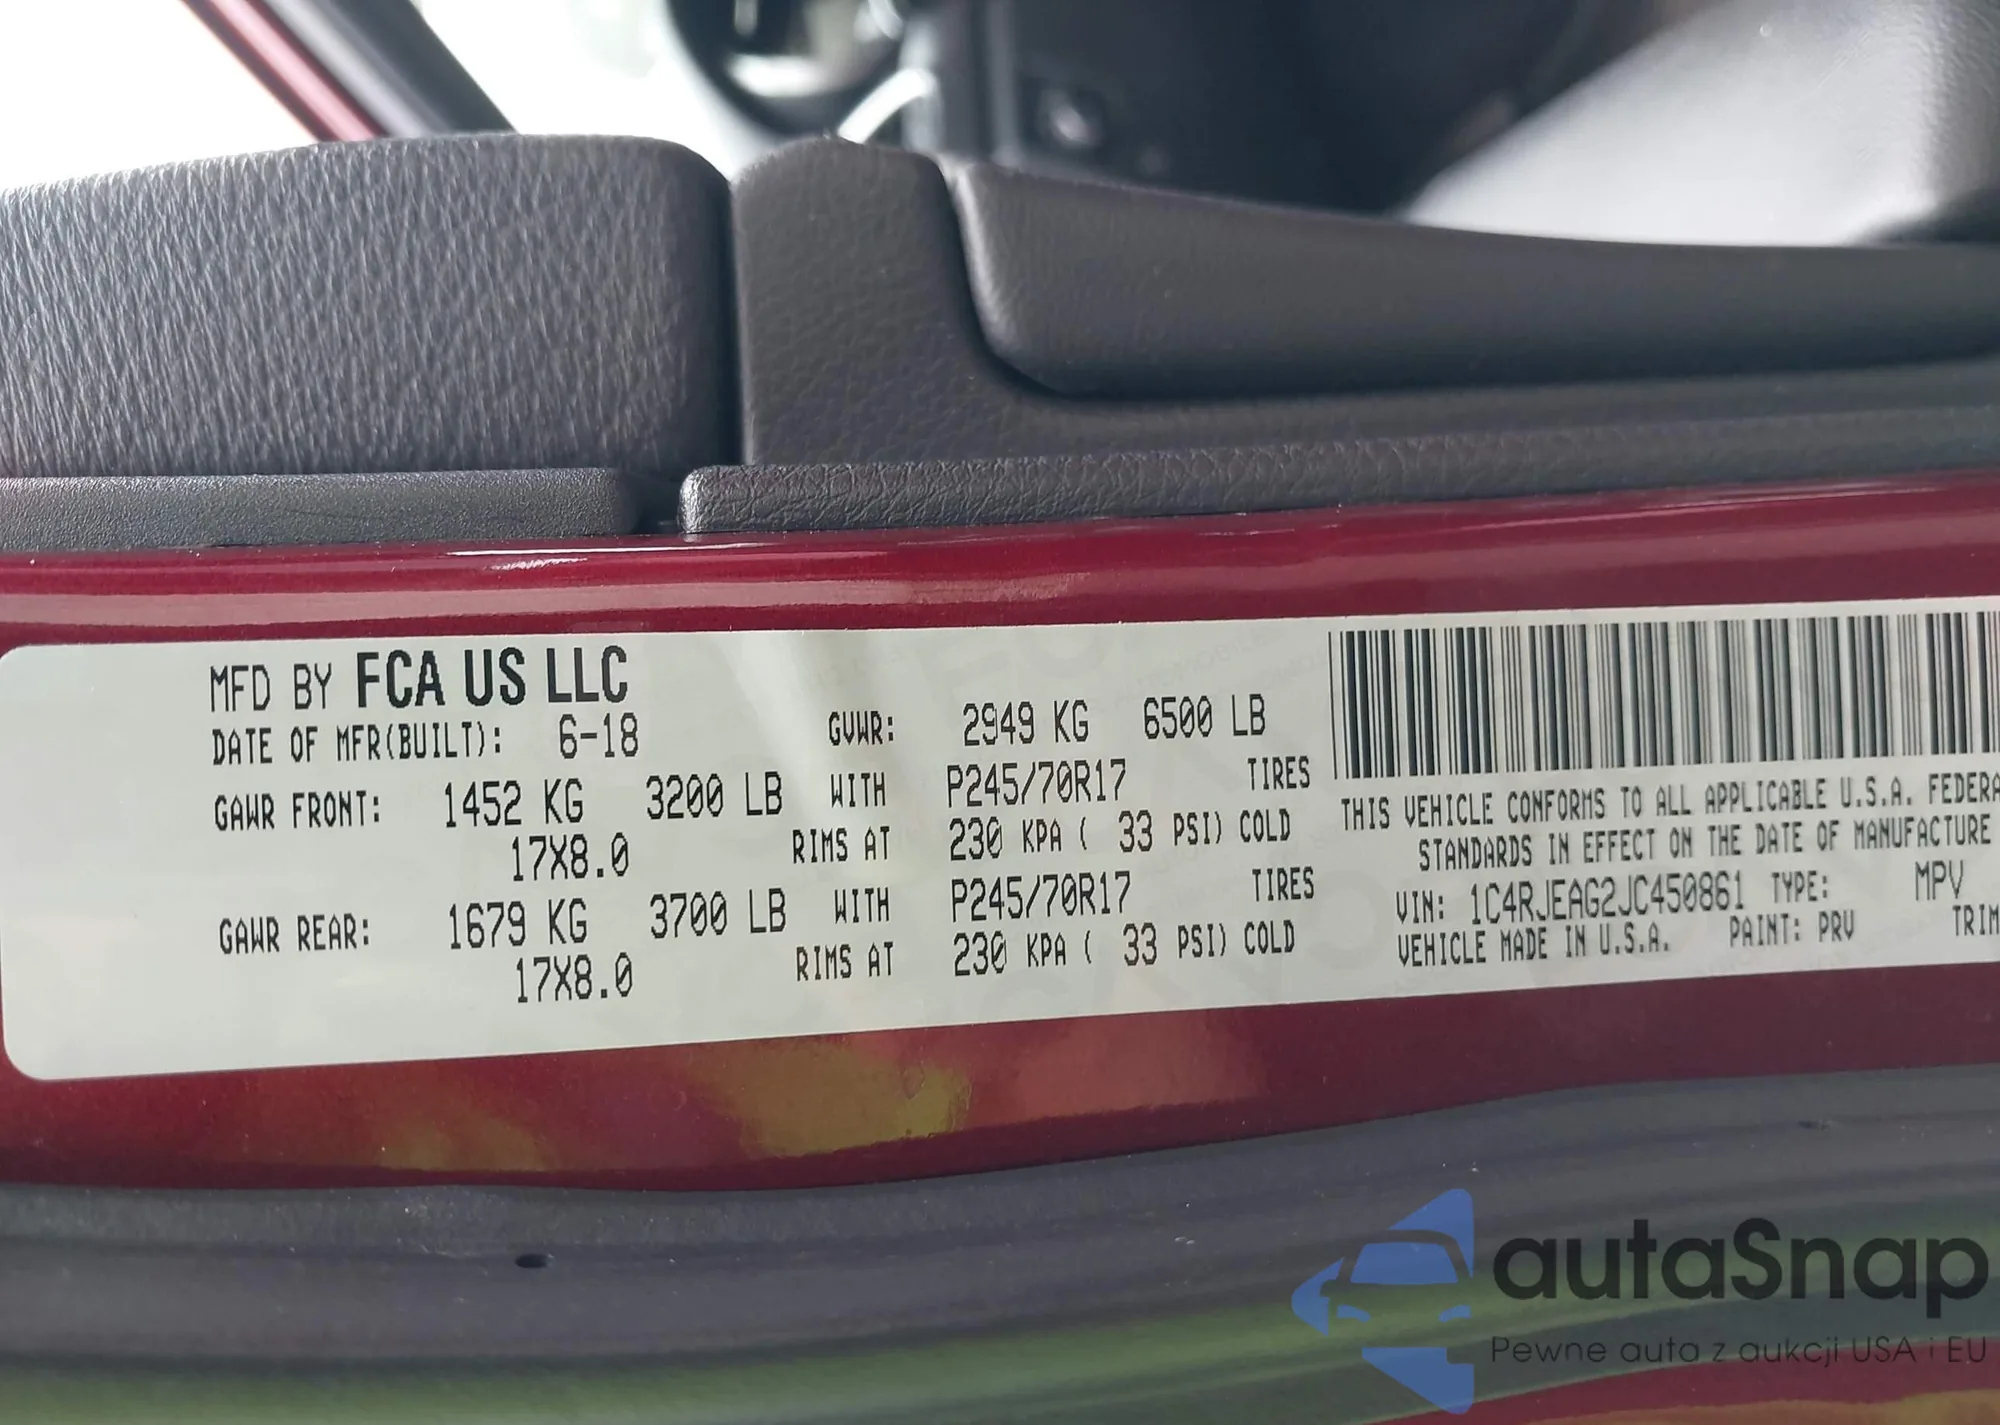 MFD BY FCA US LLC
DATE OF MFR(BUILT): 6-18 GVWR: 2949 KG 6500 LB
GAWR FRONT: 1452 KG 3200 LB WITH P245/70R17 TIRES
17X8.0 RIMS AT 230 KPA ( 33 PSI) COLD
GAWR REAR: 1679 KG 3700 LB WITH P245/70R17 TIRES
17X8.0 RIMS AT 230 KPA ( 33 PSI) COLD
THIS VEHICLE CONFORMS TO ALL APPLICABLE U.S.A. FEDERA
STANDARDS IN EFFECT ON THE DATE OF MANUFACTURE
VIN: 1C4RJEAG2JC450861 TYPE: MPV
VEHICLE MADE IN U.S.A. PAINT: PRV TRIM
autaSnap
Pewne auta z aukcji USA i EU